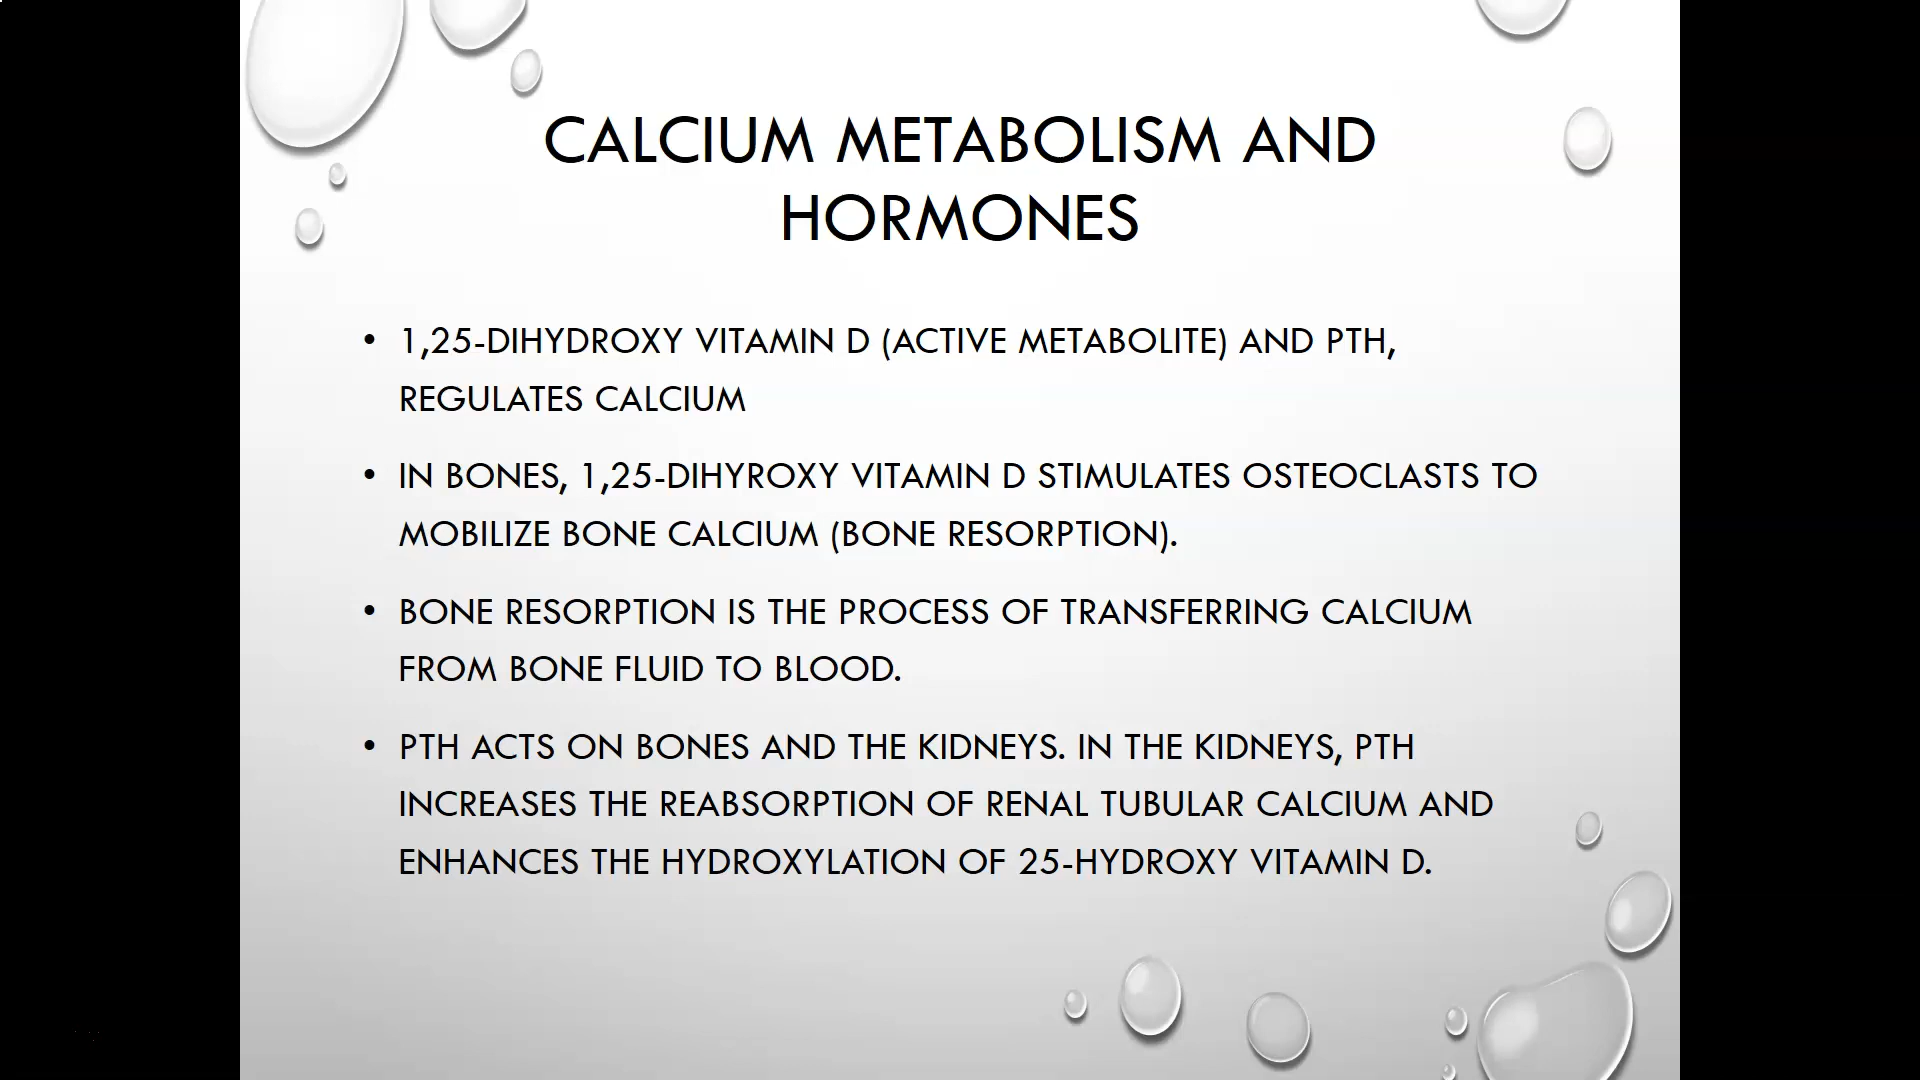 CALCIUM METABOLISM AND
HORMONES
• 1,25-DIHYDROXY VITAMIN D (ACTIVE METABOLITE) AND PTH,
REGULATES CALCIUM
• IN BONES, 1,25-DIHYROXY VITAMIN D STIMULATES OSTEOCLASTS TO
MOBILIZE BONE CALCIUM (BONE RESORPTION).
• BONE RESORPTION IS THE PROCESS OF TRANSFERRING CALCIUM
FROM BONE FLUID TO BLOOD.
• PTH ACTS ON BONES AND THE KIDNEYS. IN THE KIDNEYS, PTH
INCREASES THE REABSORPTION OF RENAL TUBULAR CALCIUM AND
ENHANCES THE HYDROXYLATION OF 25-HYDROXY VITAMIN D.